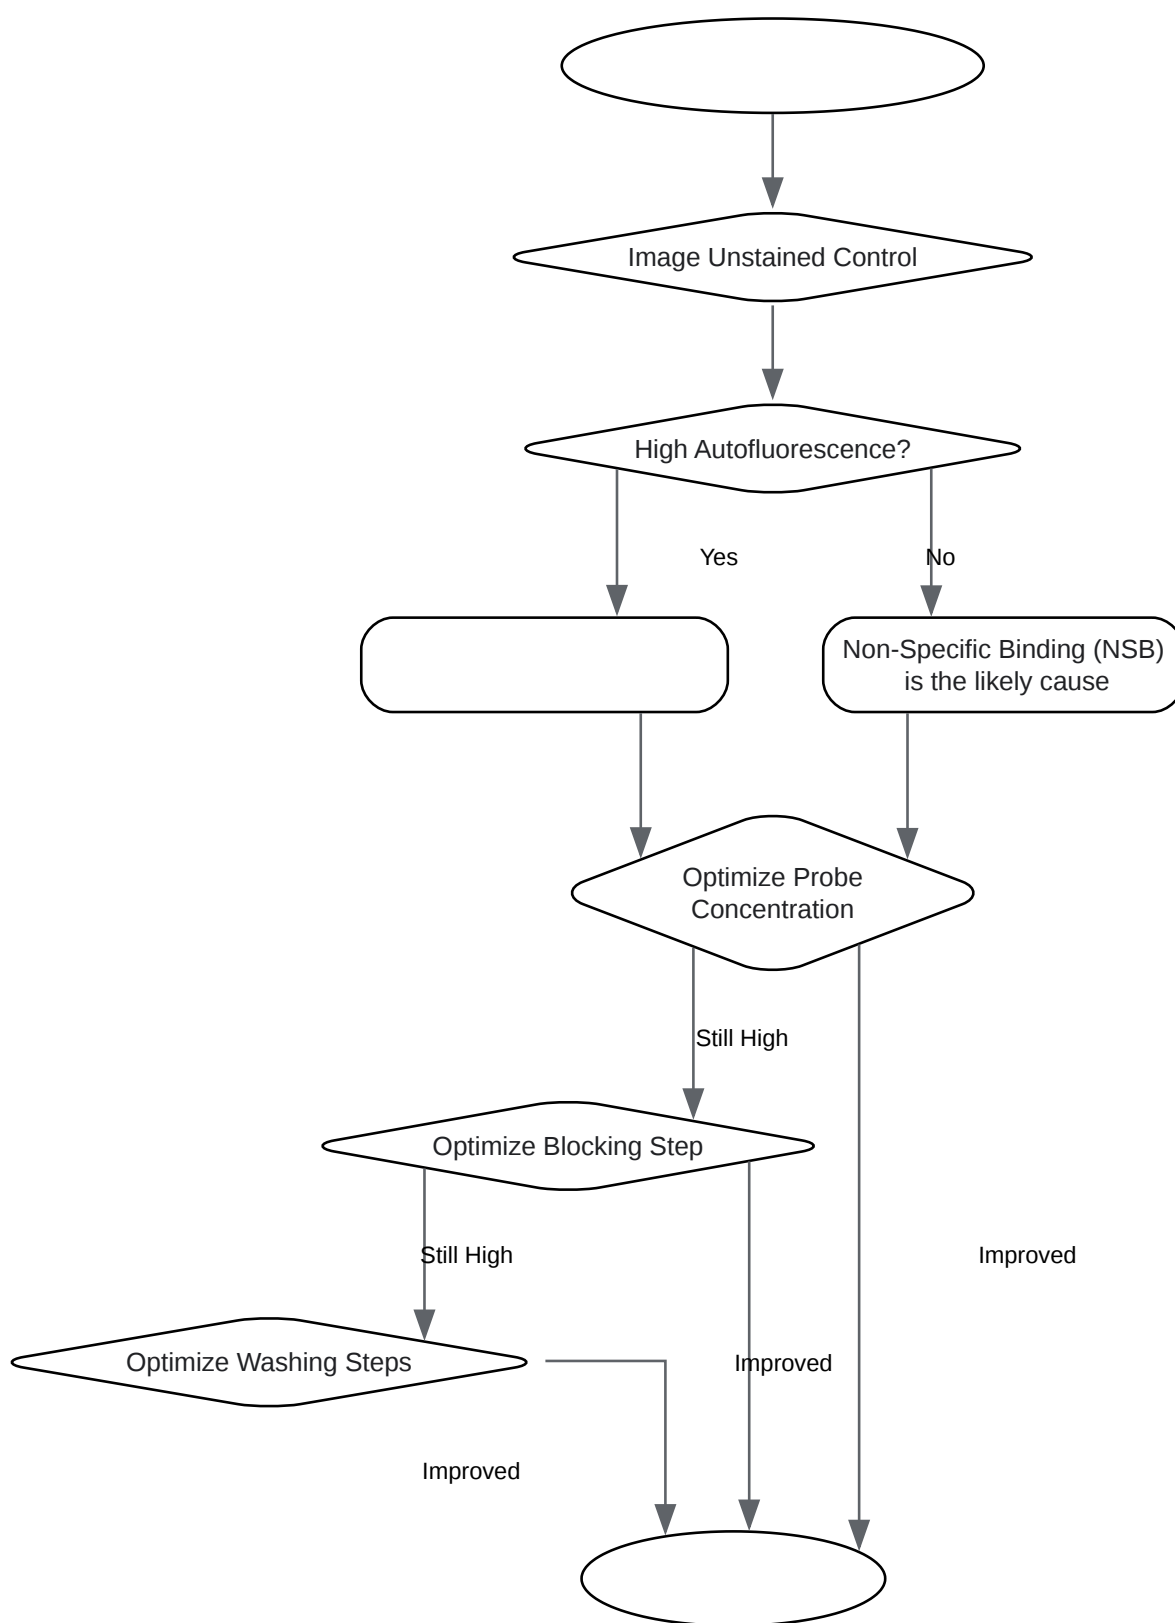 Image Unstained Control
High Autofluorescence?
Yes
No
Non-Specific Binding (NSB)
is the likely cause
Optimize Probe
Concentration
Still High
Optimize Blocking Step
Still High
Improved
Optimize Washing Steps
Improved
Improved